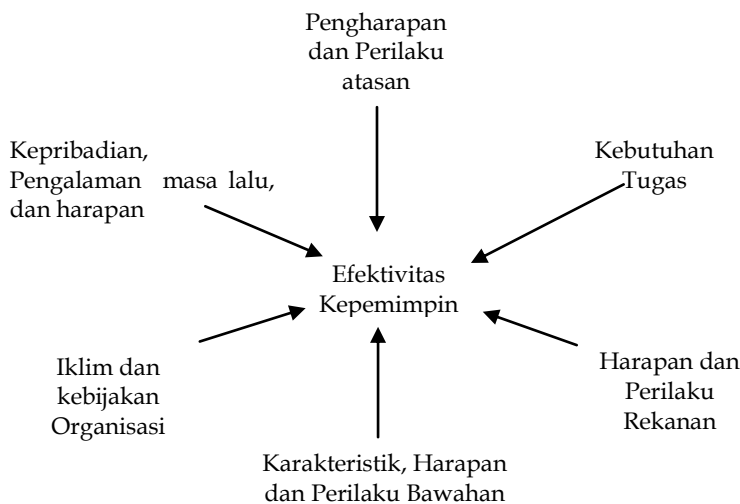 Pengharapan
dan Perilaku
atasan
Kepribadian,
Pengalaman masa lalu,
dan harapan
Kebutuhan
Tugas
Efektivitas
Kepemimpin
Iklim dan
kebijakan
Organisasi
Harapan dan
Perilaku
Rekanan
Karakteristik, Harapan
dan Perilaku Bawahan